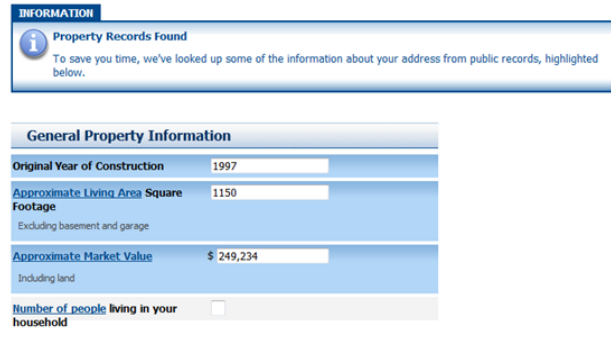 INFORMATION
Property Records Found
To save you time, we've looked up some of the information about your address from public records, highlighted
below.
General Property Information
Original Year of Construction 1997
Approximate Living Area Square 1150
Footage
Excluding basement and garage
Approximate Market Value $ 249,234
Including land
Number of people living in your
household